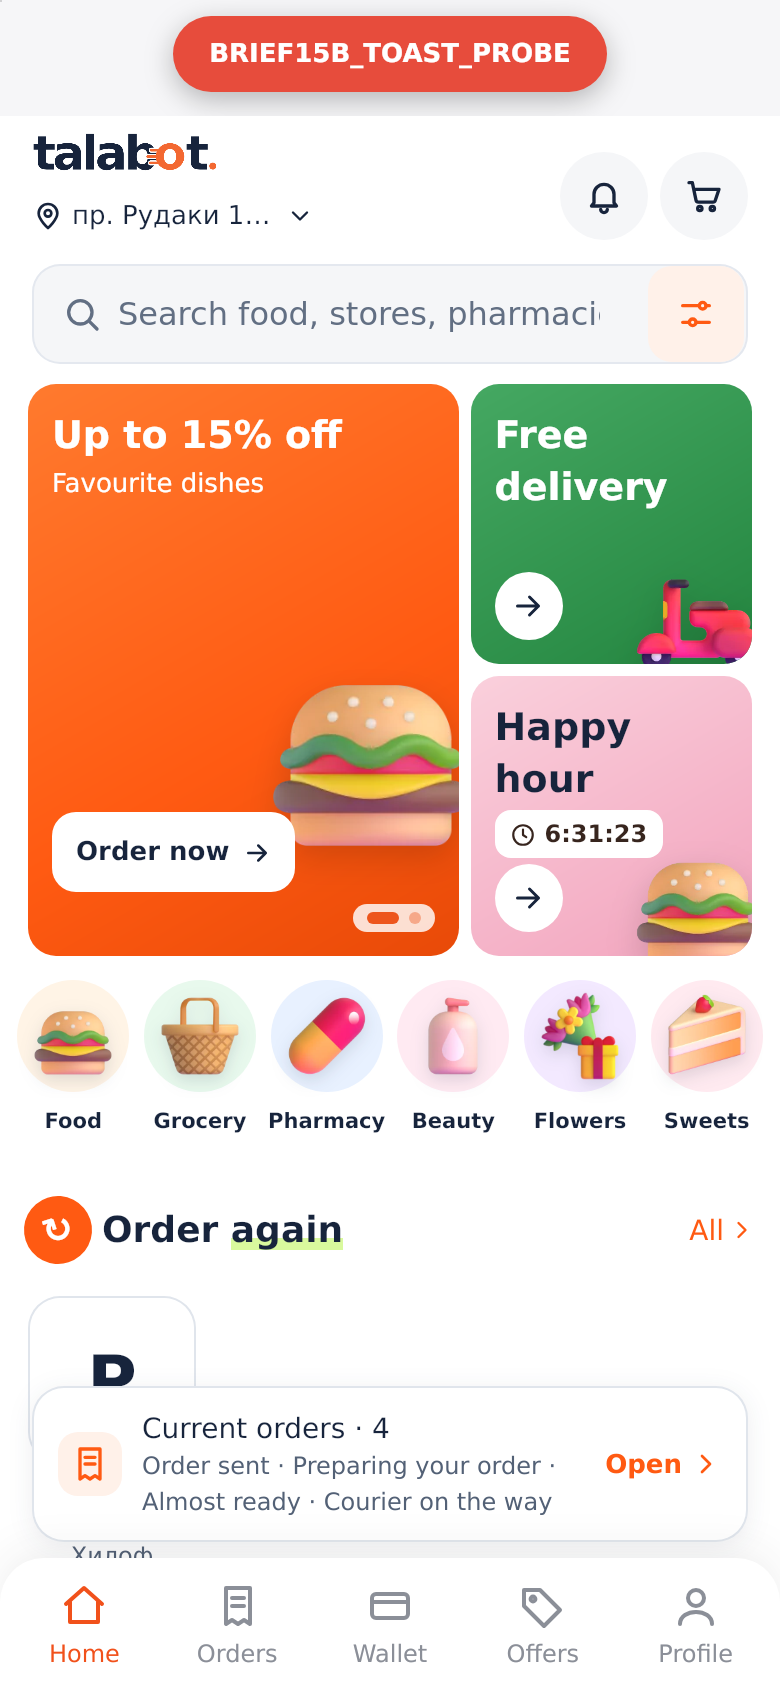 BRIEF15B_TOAST_PROBE
talabot.
пр. Рудаки 1...
Search food, stores, pharmaci
Up to 15% off
Favourite dishes
Order now
Free
delivery
Happy
hour
6:31:23
Food
Grocery
Pharmacy
Beauty
Flowers
Sweets
Order again
All
Current orders · 4
Order sent · Preparing your order ·
Almost ready · Courier on the way
Open
Хилоф
Home
Orders
Wallet
Offers
Profile